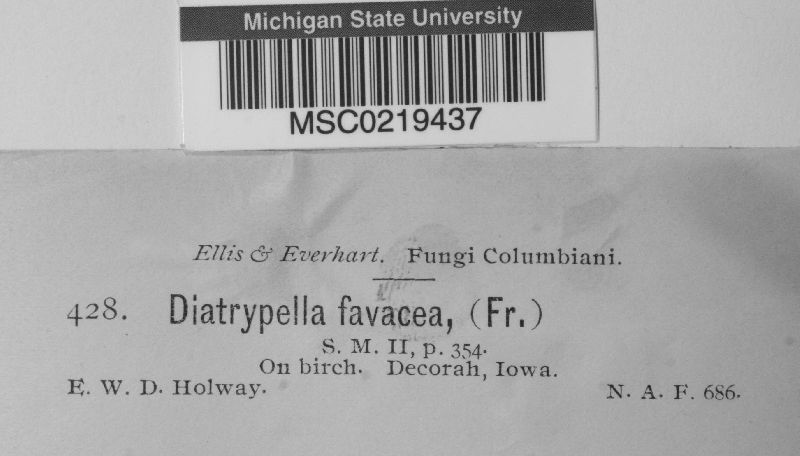 Michigan State University
MSC0219437
Ellis & Everhart. Fungi Columbiani.
428. Diatrypella favacea, (Fr.)
S. M. II, p. 354.
On birch. Decorah, Iowa.
E. W. D. Holway. N. A. F. 686.